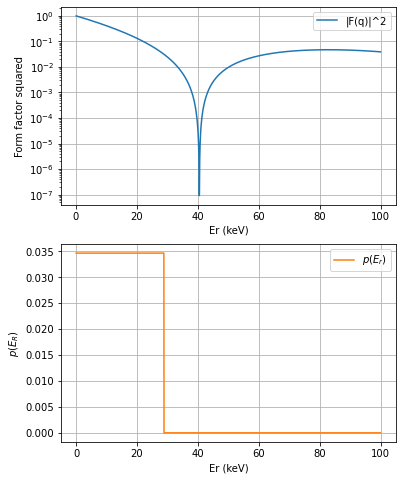 |F(q)|^2
Form factor squared
10⁰
10⁻¹
10⁻²
10⁻³
10⁻⁴
10⁻⁵
10⁻⁶
10⁻⁷
0 20 40 60 80 100
Er (keV)
p(Eᵣ)
p(E_R)
0.035
0.030
0.025
0.020
0.015
0.010
0.005
0.000
0 20 40 60 80 100
Er (keV)